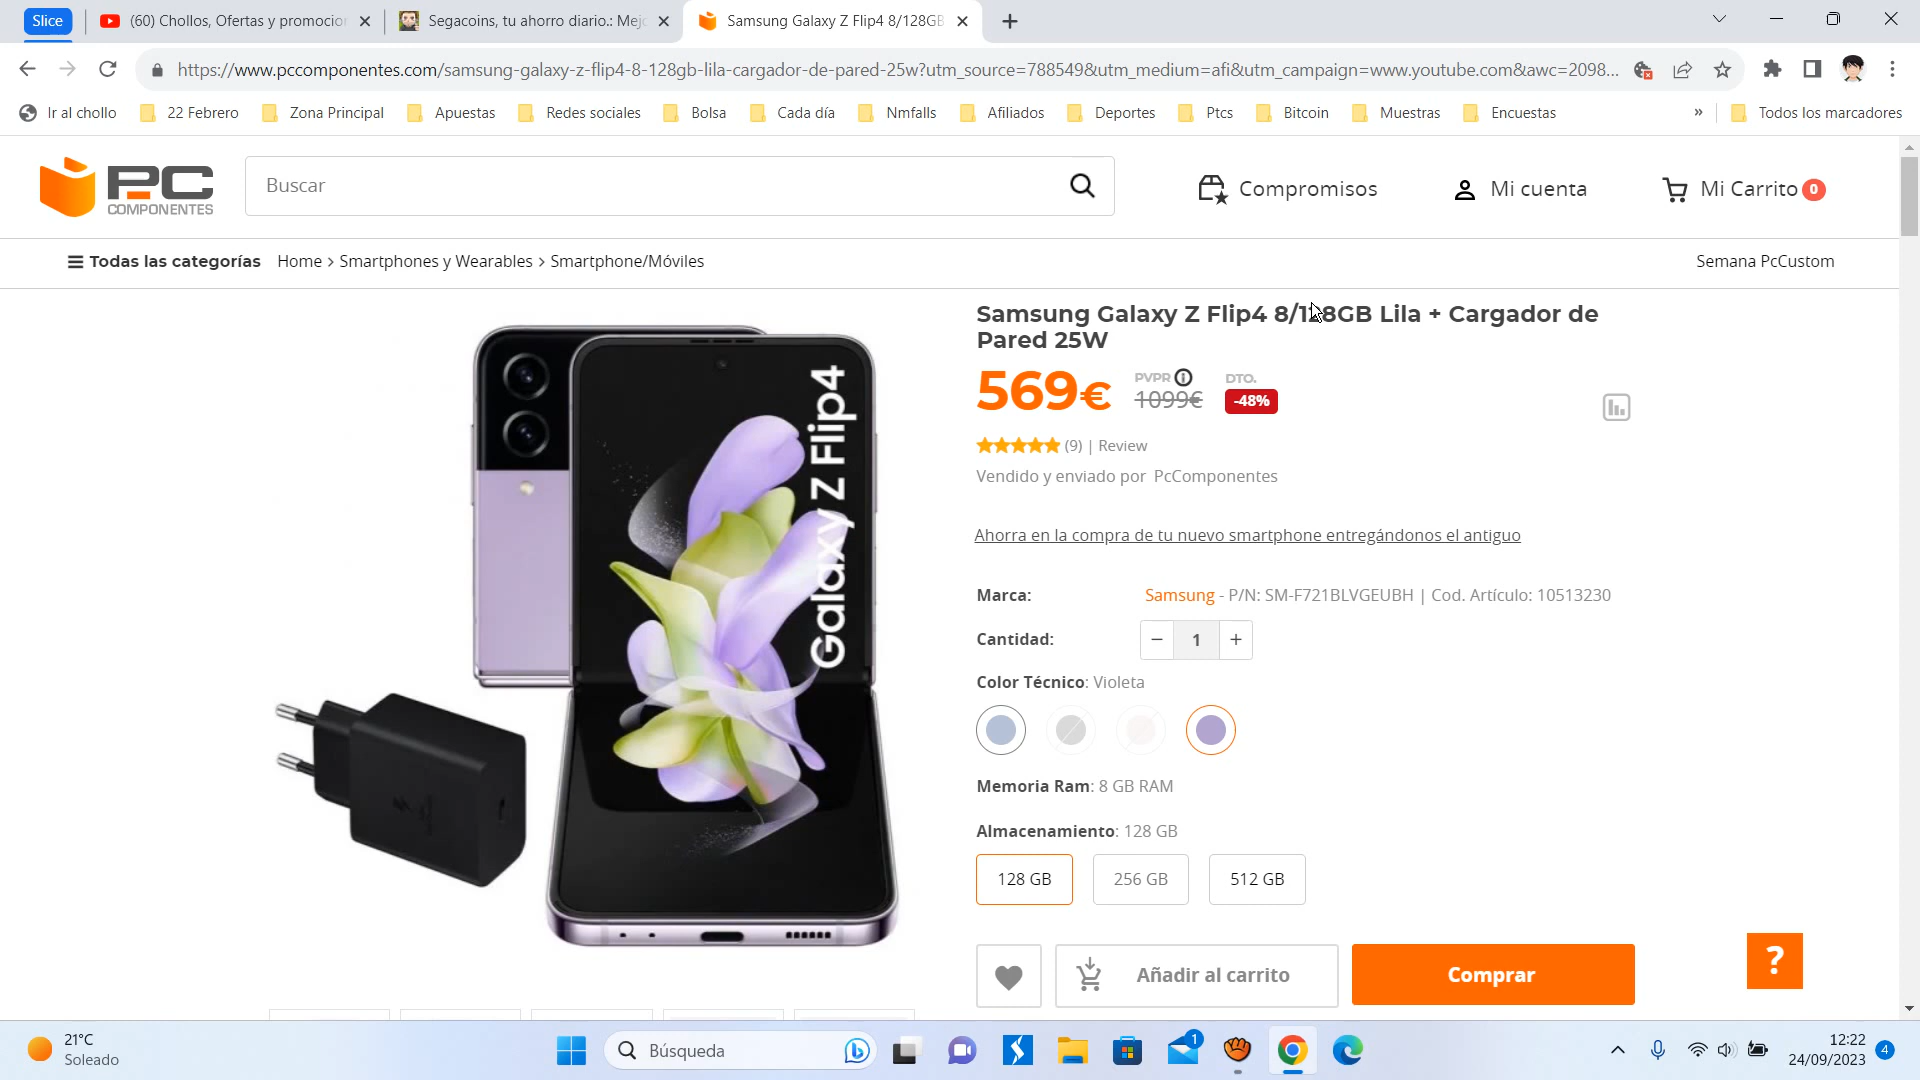 Slice
(60) Chollos, Ofertas y promocion
Segacoins, tu ahorro diario.: Mejo
Samsung Galaxy Z Flip4 8/128GB
https://www.pccomponentes.com/samsung-galaxy-z-flip4-8-128gb-lila-cargador-de-pared-25w?utm_source=788549&utm_medium=afi&utm_campaign=www.youtube.com&awc=2098...
Ir al chollo 22 Febrero Zona Principal Apuestas Redes sociales Bolsa Cada día Nmfalls Afiliados Deportes Ptcs Bitcoin Muestras Encuestas » Todos los marcadores
PC
COMPONENTES
Buscar
Compromisos
Mi cuenta
Mi Carrito 0
Todas las categorías Home > Smartphones y Wearables > Smartphone/Móviles
Semana PcCustom
Samsung Galaxy Z Flip4 8/128GB Lila + Cargador de
Pared 25W
569€ PVPR 1099€ DTO. -48%
(9) | Review
Vendido y enviado por PcComponentes
Ahorra en la compra de tu nuevo smartphone entregándonos el antiguo
Marca: Samsung - P/N: SM-F721BLVGEUBH | Cod. Artículo: 10513230
Cantidad: − 1 +
Color Técnico: Violeta
Memoria Ram: 8 GB RAM
Almacenamiento: 128 GB
128 GB 256 GB 512 GB
Añadir al carrito
Comprar
?
Galaxy Z Flip4
21°C
Soleado
Búsqueda
1
12:22
24/09/2023
4